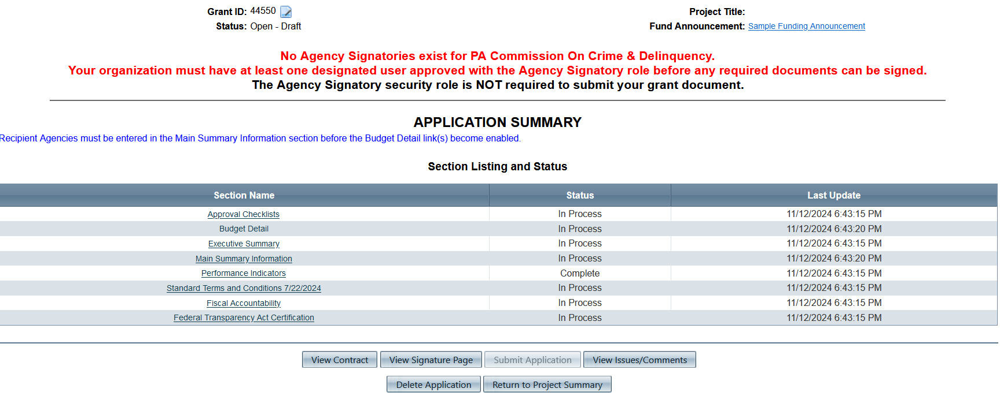 Grant ID: 44550
Project Title:
Status: Open - Draft
Fund Announcement: Sample Funding Announcement
No Agency Signatories exist for PA Commission On Crime & Delinquency.
Your organization must have at least one designated user approved with the Agency Signatory role before any required documents can be signed.
The Agency Signatory security role is NOT required to submit your grant document.
APPLICATION SUMMARY
Recipient Agencies must be entered in the Main Summary Information section before the Budget Detail link(s) become enabled.
Section Listing and Status
Section Name Status Last Update
Approval Checklists In Process 11/12/2024 6:43:15 PM
Budget Detail In Process 11/12/2024 6:43:20 PM
Executive Summary In Process 11/12/2024 6:43:15 PM
Main Summary Information In Process 11/12/2024 6:43:20 PM
Performance Indicators Complete 11/12/2024 6:43:15 PM
Standard Terms and Conditions 7/22/2024 In Process 11/12/2024 6:43:15 PM
Fiscal Accountability In Process 11/12/2024 6:43:15 PM
Federal Transparency Act Certification In Process 11/12/2024 6:43:15 PM
View Contract View Signature Page Submit Application View Issues/Comments
Delete Application Return to Project Summary